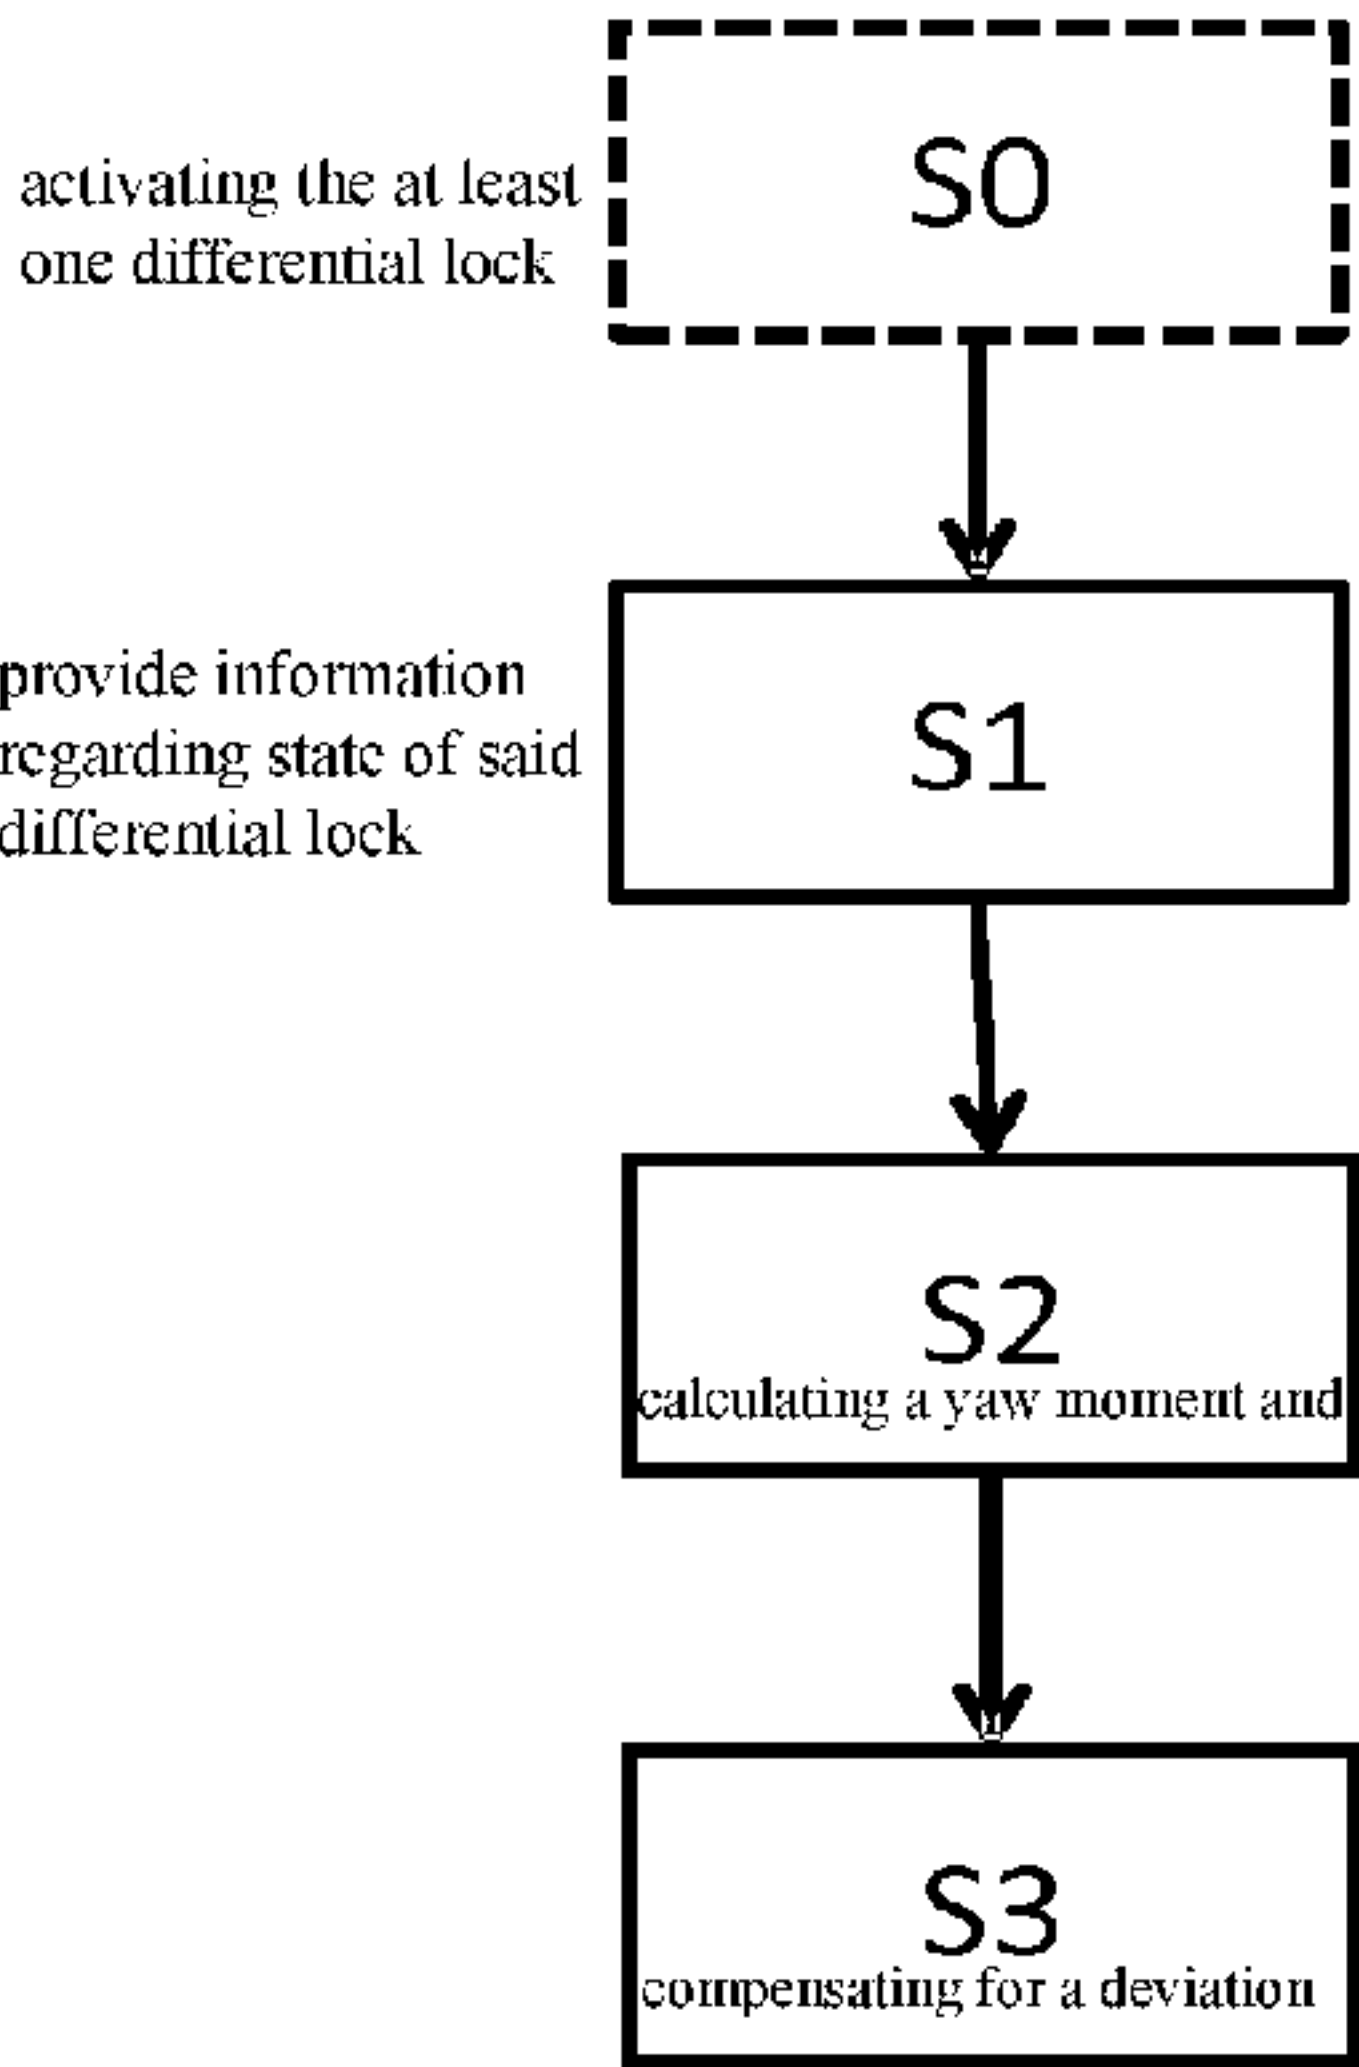 S0
activating the at least
one differential lock
S1
provide information
regarding state of said
differential lock
S2
calculating a yaw moment and
S3
compensating for a deviation